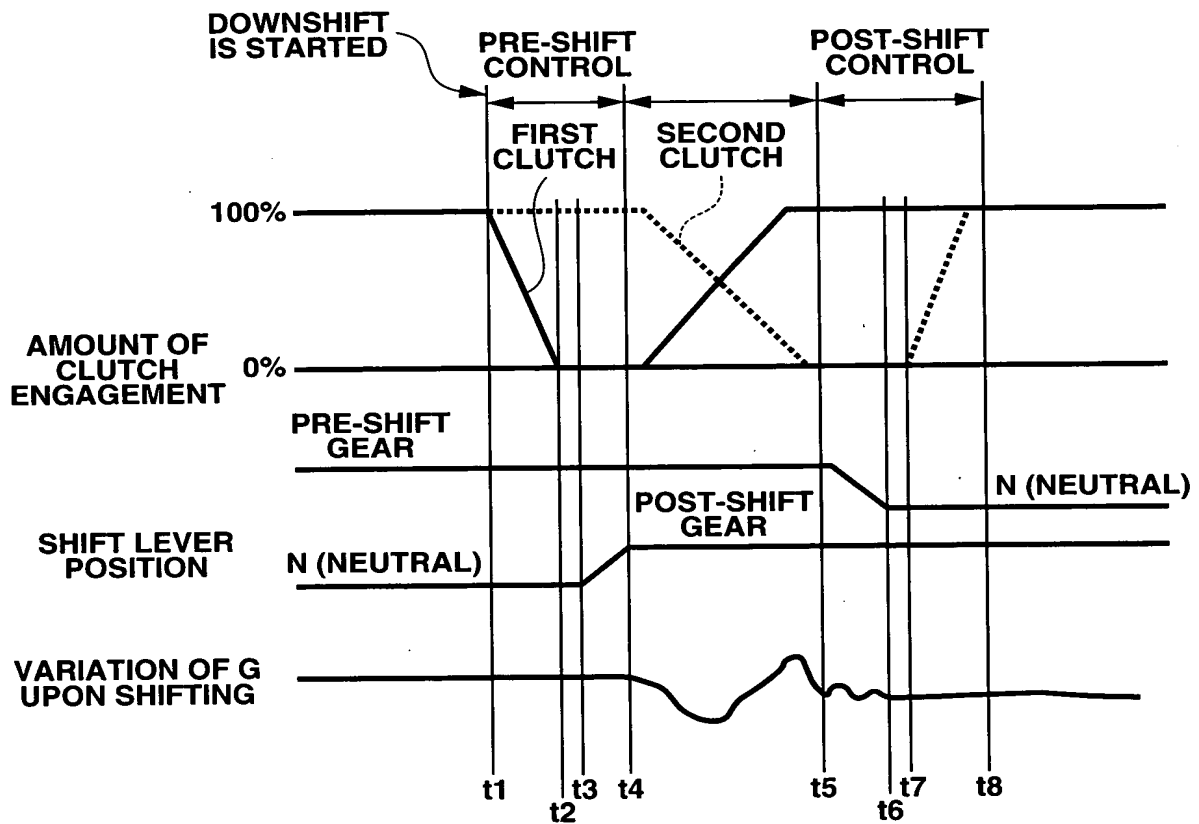 DOWNSHIFT
IS STARTED
PRE-SHIFT
CONTROL
POST-SHIFT
CONTROL
FIRST
CLUTCH
SECOND
CLUTCH
100%
AMOUNT OF
CLUTCH
ENGAGEMENT
0%
PRE-SHIFT
GEAR
N (NEUTRAL)
POST-SHIFT
GEAR
SHIFT LEVER
POSITION
N (NEUTRAL)
VARIATION OF G
UPON SHIFTING
t1
t2
t3
t4
t5
t6
t7
t8